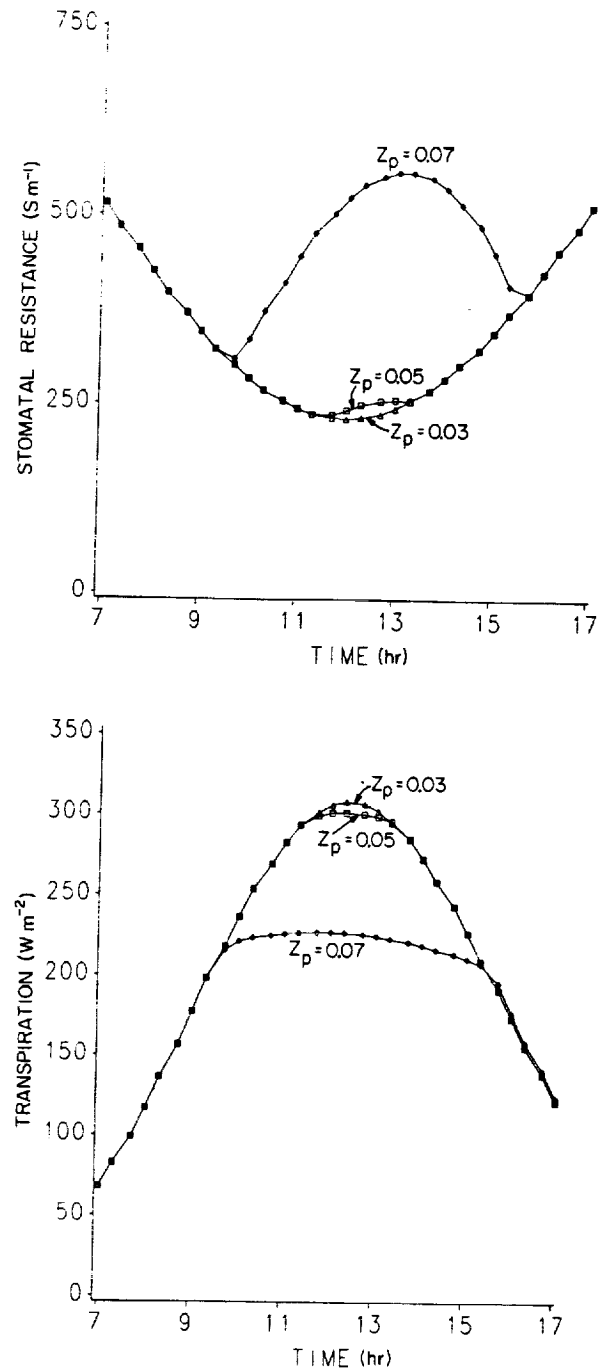 750
500
250
0
STOMATAL RESISTANCE (S m⁻¹)
Zp=0.07
Zp=0.05
Zp=0.03
7 9 11 13 15 17
TIME (hr)
350
300
250
200
150
100
50
0
TRANSPIRATION (W m⁻²)
Zp=0.03
Zp=0.05
Zp=0.07
7 9 11 13 15 17
TIME (hr)